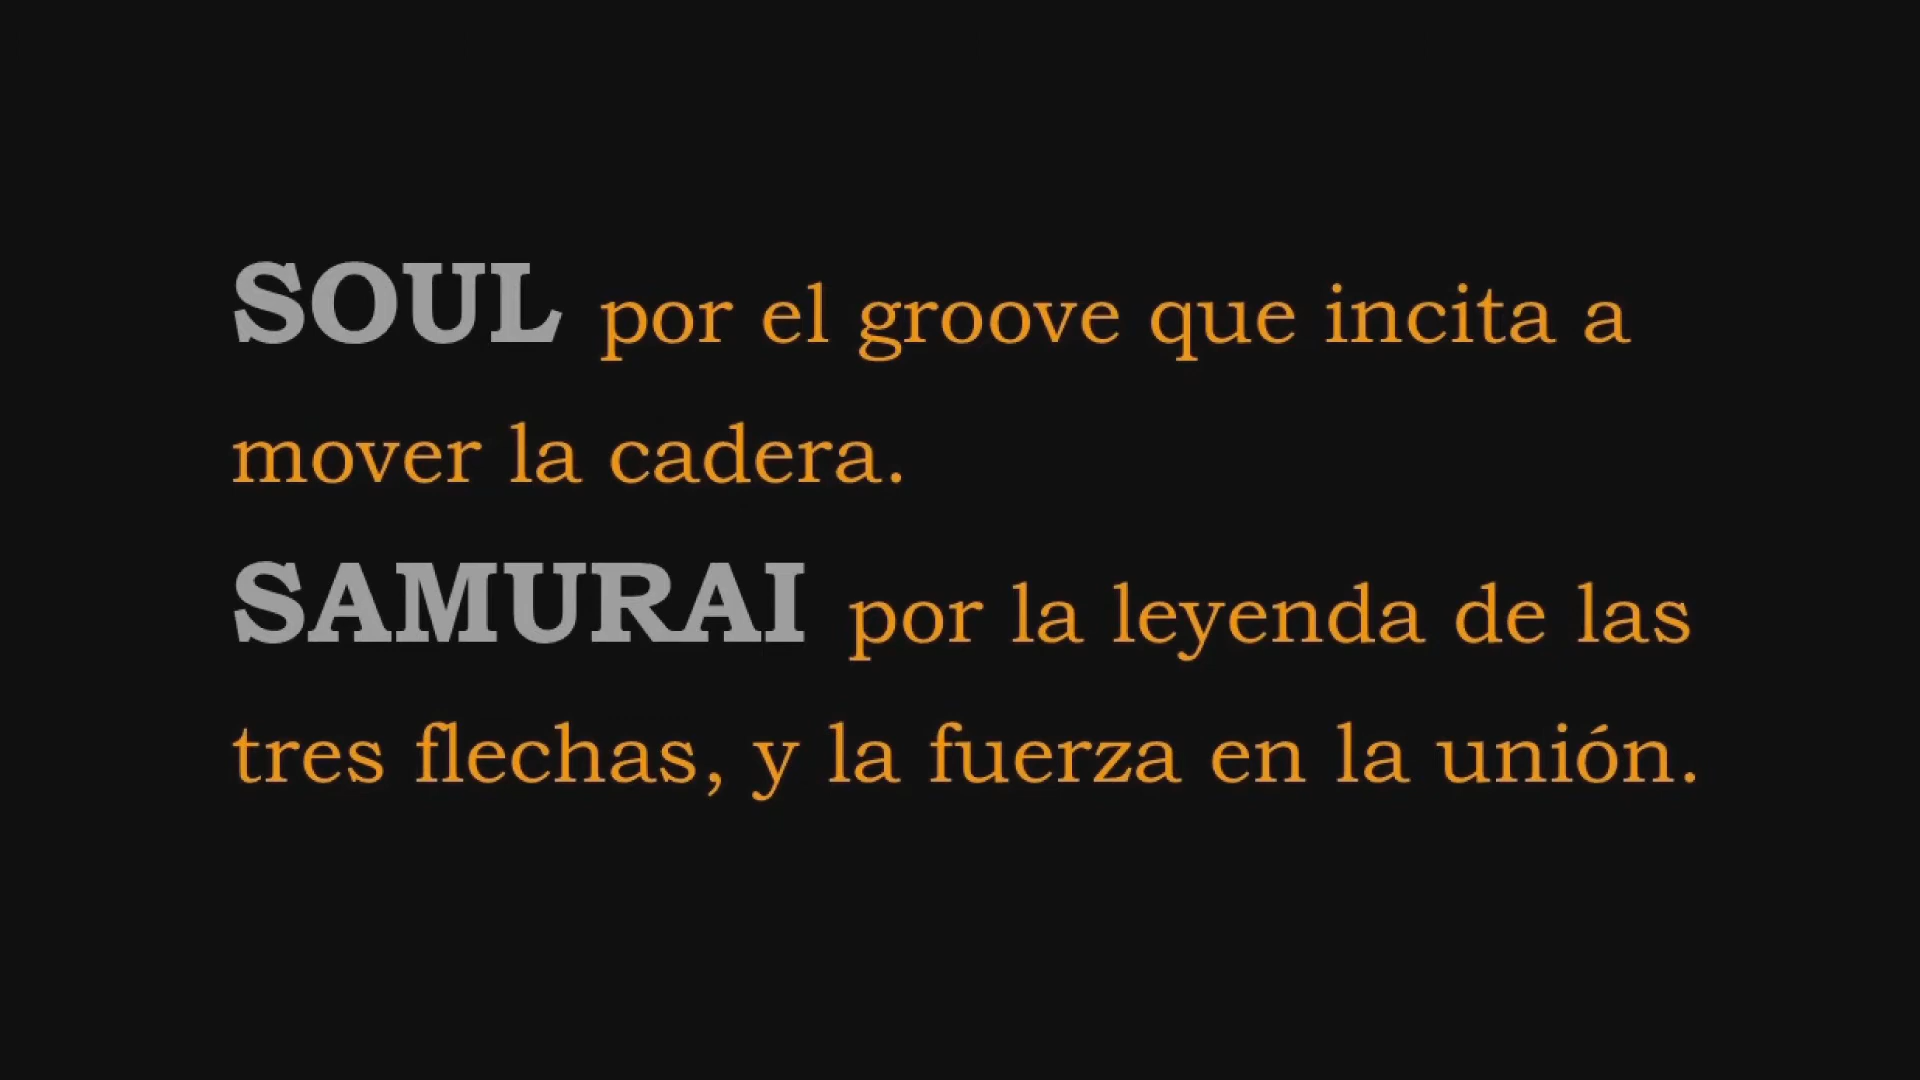 SOUL por el groove que incita a
mover la cadera.
SAMURAI por la leyenda de las
tres flechas, y la fuerza en la unión.